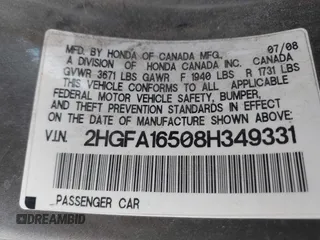 MFD. BY HONDA OF CANADA MFG., 07/08
A DIVISION OF HONDA CANADA INC. CANADA
GVWR 3671 LBS GAWR F 1940 LBS R 1731 LBS
THIS VEHICLE CONFORMS TO ALL APPLICABLE
FEDERAL MOTOR VEHICLE SAFETY, BUMPER,
AND THEFT PREVENTION STANDARDS IN EFFECT
ON THE DATE OF MANUFACTURE SHOWN ABOVE
V.I.N. 2HGFA16508H349331
PASSENGER CAR
DREAMBID